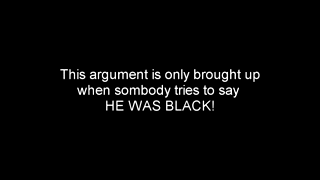 This argument is only brought up
when sombody tries to say
HE WAS BLACK!